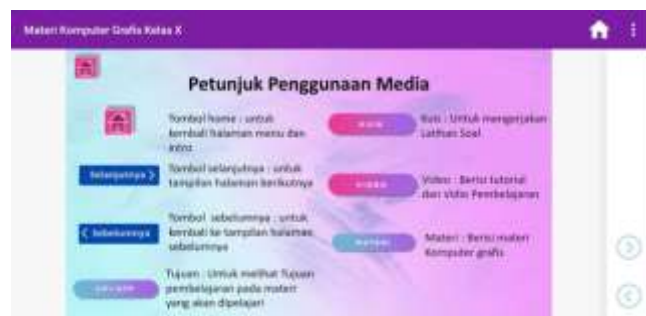 Materi Komputer Grafis Kelas X
Petunjuk Penggunaan Media
Tombol home : untuk
kembali halaman menu dan
intro
Selanjutnya
Tombol selanjutnya : untuk
tampilan halaman berikutnya
Sebelumnya
Tombol sebelumnya : untuk
kembali ke tampilan halaman
sebelumnya
Tujuan : Untuk melihat Tujuan
pembelajaran pada materi
yang akan dipelajari
Kuis : Untuk mengerjakan
Latihan Soal
VIDEO
Video : Berisi tutorial
dan Vidio Pembelajaran
MATERI
Materi : Berisi materi
Komputer grafis